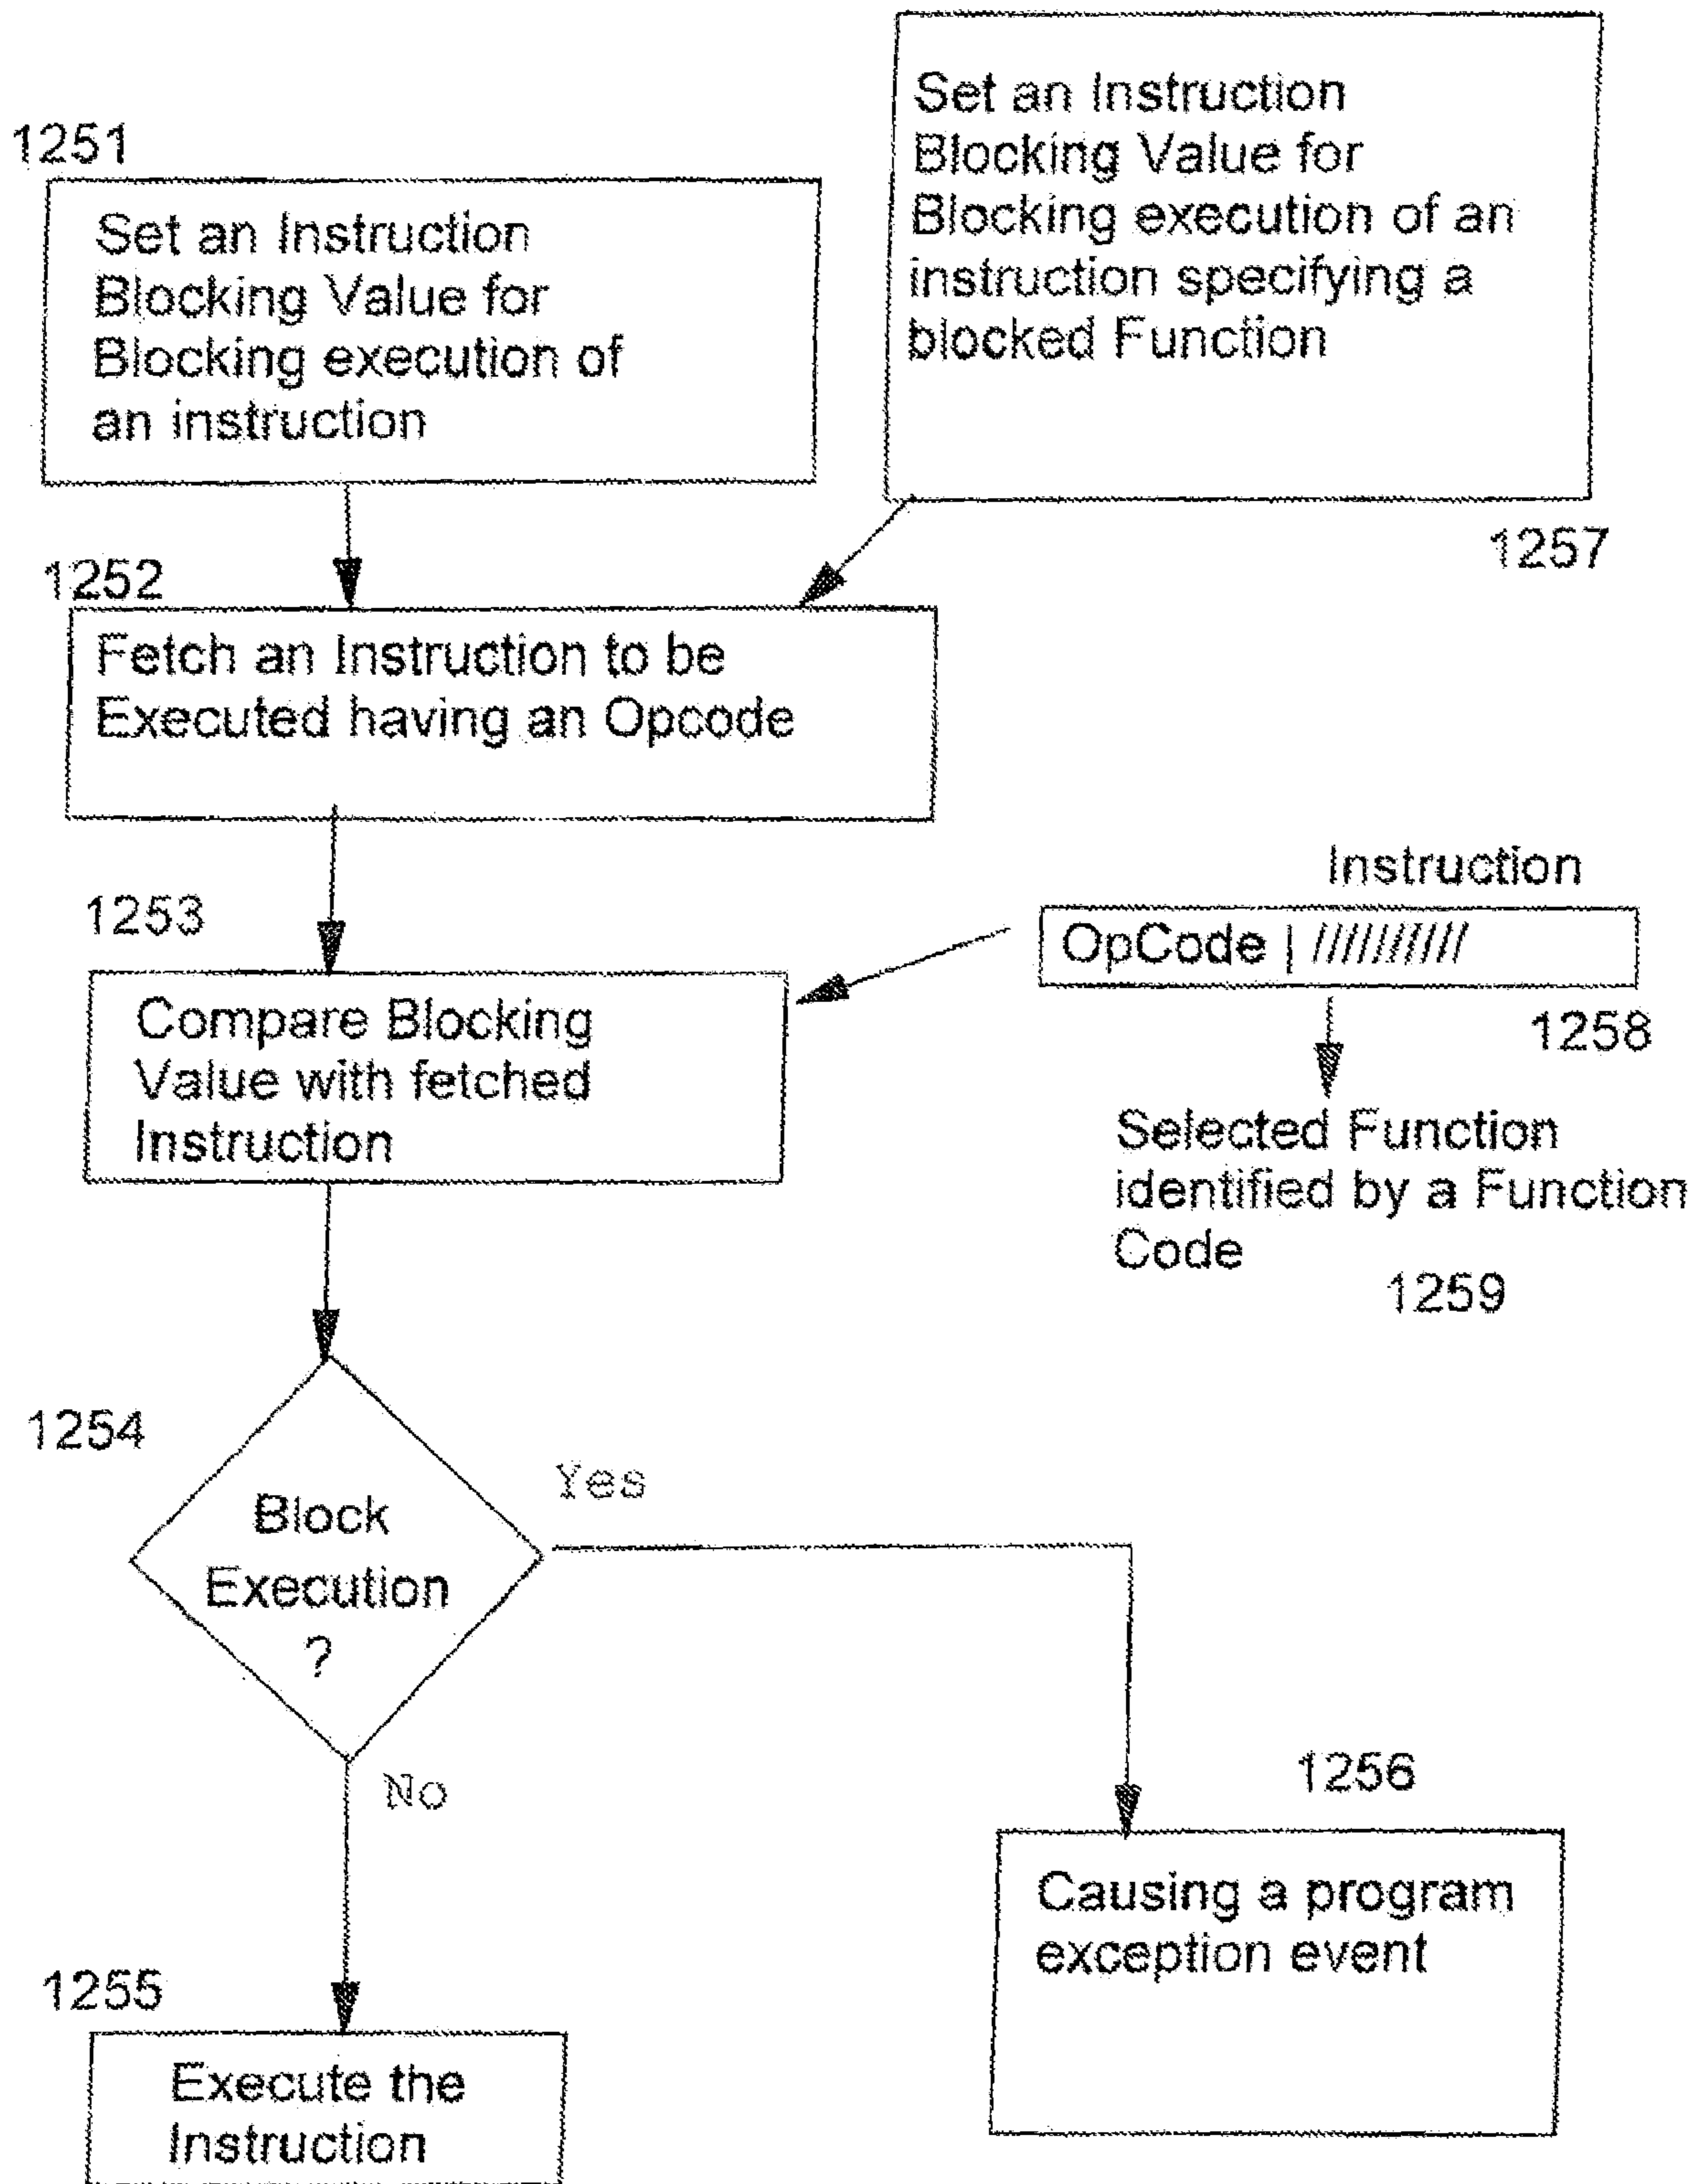 1251
Set an Instruction
Blocking Value for
Blocking execution of
an instruction
Set an Instruction
Blocking Value for
Blocking execution of an
instruction specifying a
blocked Function
1257
1252
Fetch an Instruction to be
Executed having an Opcode
1253
Compare Blocking
Value with fetched
Instruction
Instruction
OpCode | //////////
1258
Selected Function
identified by a Function
Code
1259
1254
Block
Execution
?
Yes
No
1256
Causing a program
exception event
1255
Execute the
Instruction